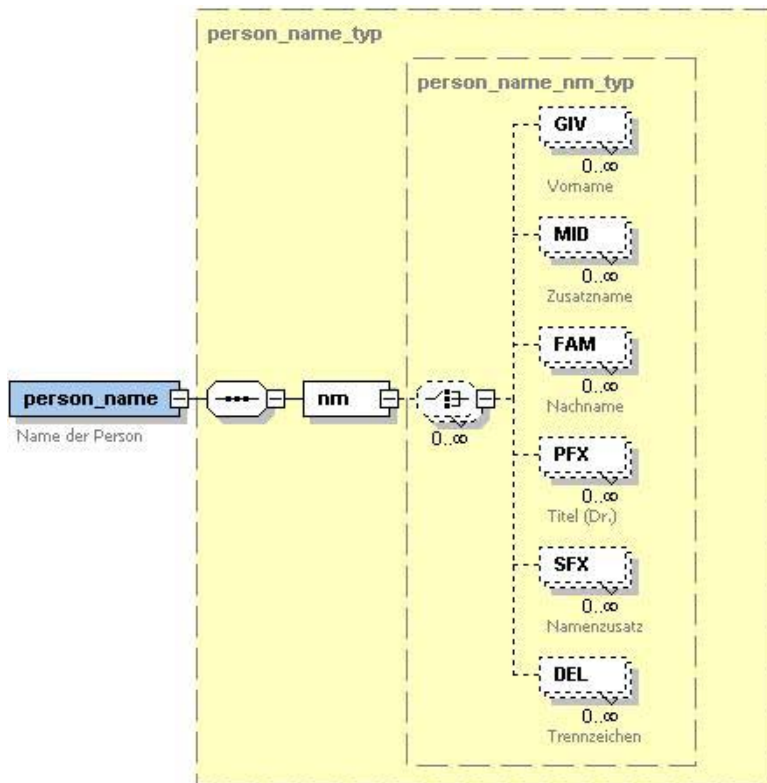 person_name_typ
person_name_nm_typ
GIV
0..∞
Vorname
MID
0..∞
Zusatzname
FAM
0..∞
Nachname
person_name
Name der Person
nm
0..∞
PFX
0..∞
Titel (Dr.)
SFX
0..∞
Namenzusatz
DEL
0..∞
Trennzeichen